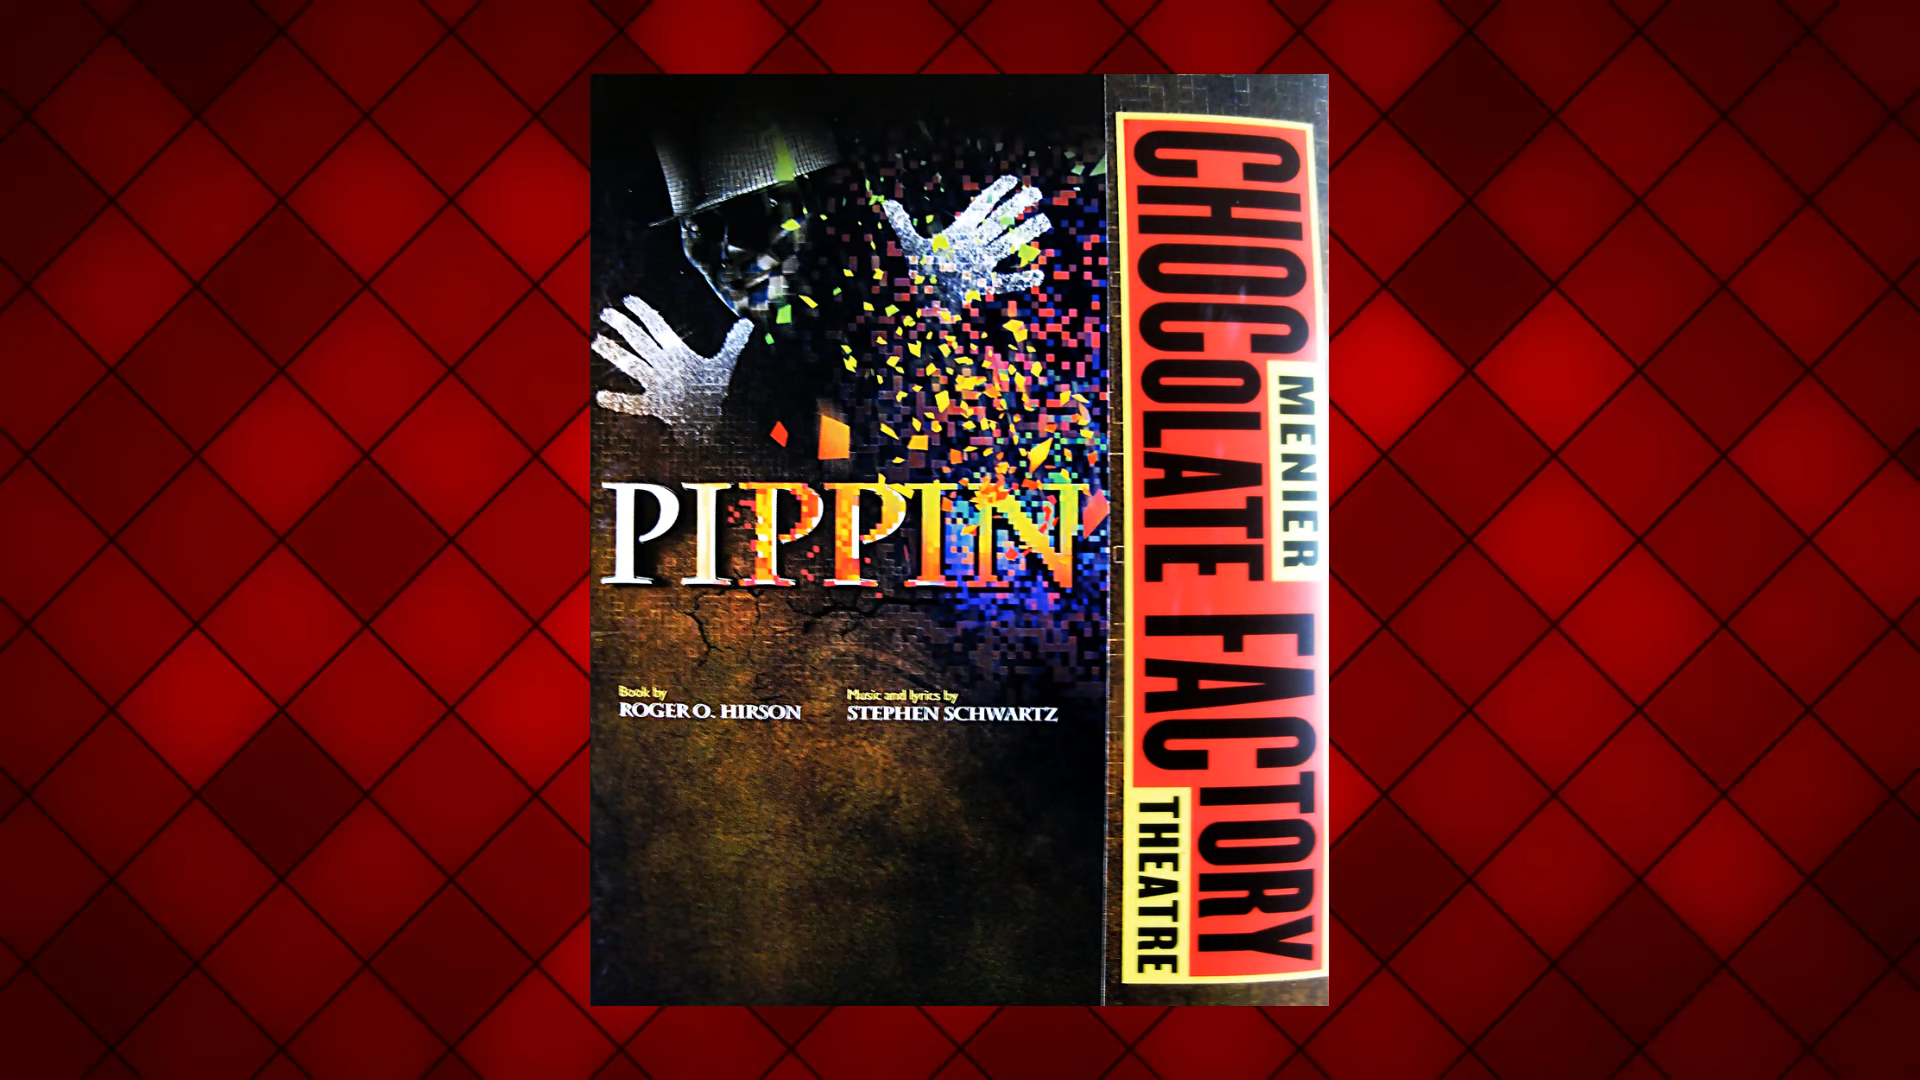 PIPPIN
Book by
ROGER O. HIRSON
Music and lyrics by
STEPHEN SCHWARTZ
MENIER
CHOCOLATE FACTORY
THEATRE